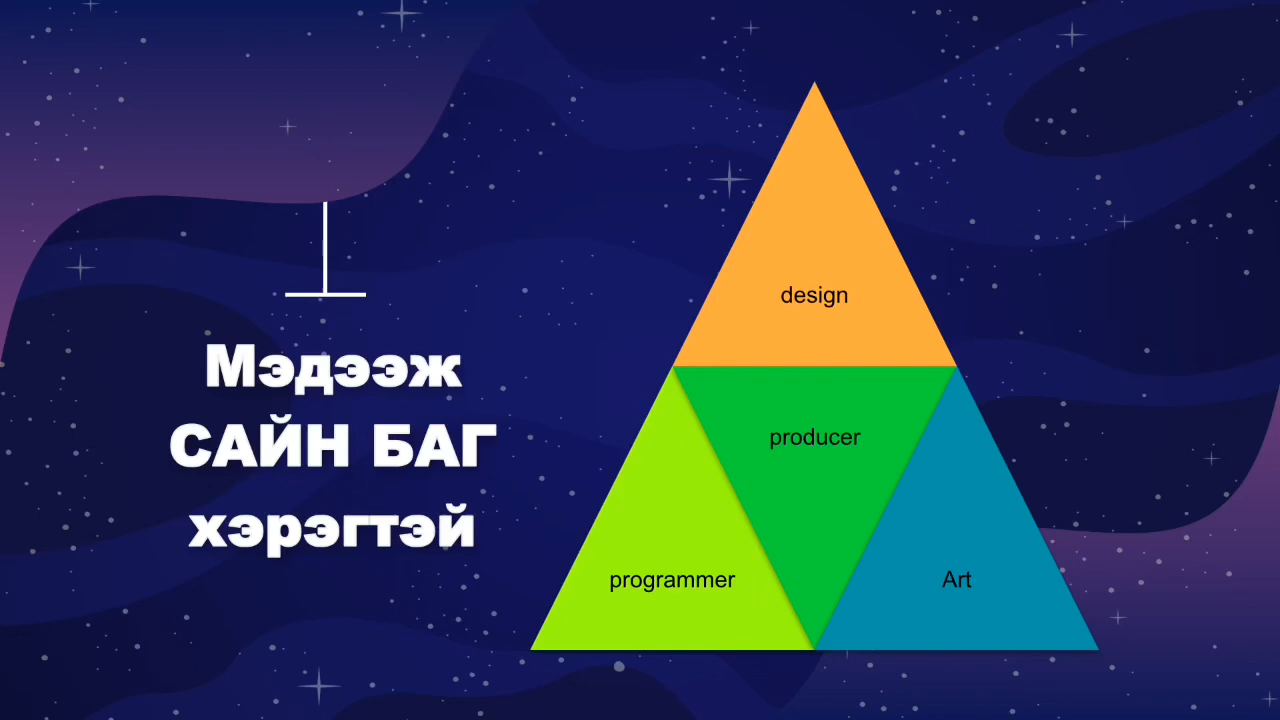 Мэдээж
САЙН БАГ
хэрэгтэй
design
producer
programmer
Art